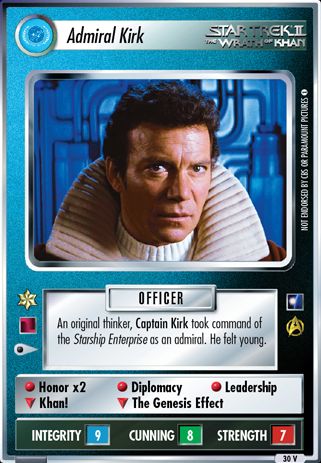 Admiral Kirk
STAR TREK II
THE WRATH OF KHAN
NOT ENDORSED BY CBS OR PARAMOUNT PICTURES
OFFICER
An original thinker, Captain Kirk took command of
the Starship Enterprise as an admiral. He felt young.
Honor x2 Diplomacy Leadership
Khan! The Genesis Effect
INTEGRITY 9 CUNNING 8 STRENGTH 7
30 V